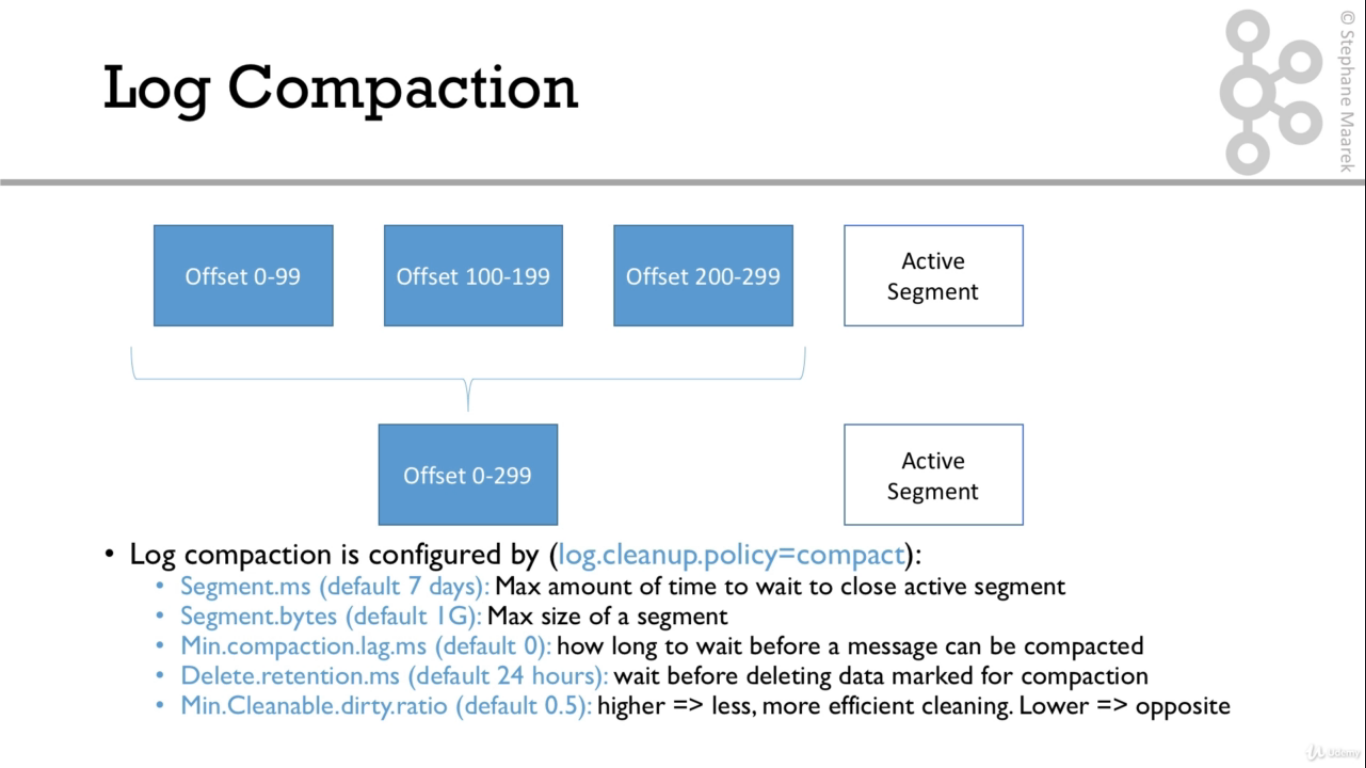 Log Compaction
© Stephane Maarek
Offset 0-99
Offset 100-199
Offset 200-299
Active
Segment
Offset 0-299
Active
Segment
• Log compaction is configured by (log.cleanup.policy=compact):
• Segment.ms (default 7 days): Max amount of time to wait to close active segment
• Segment.bytes (default 1G): Max size of a segment
• Min.compaction.lag.ms (default 0): how long to wait before a message can be compacted
• Delete.retention.ms (default 24 hours): wait before deleting data marked for compaction
• Min.Cleanable.dirty.ratio (default 0.5): higher => less, more efficient cleaning. Lower => opposite
Udemy